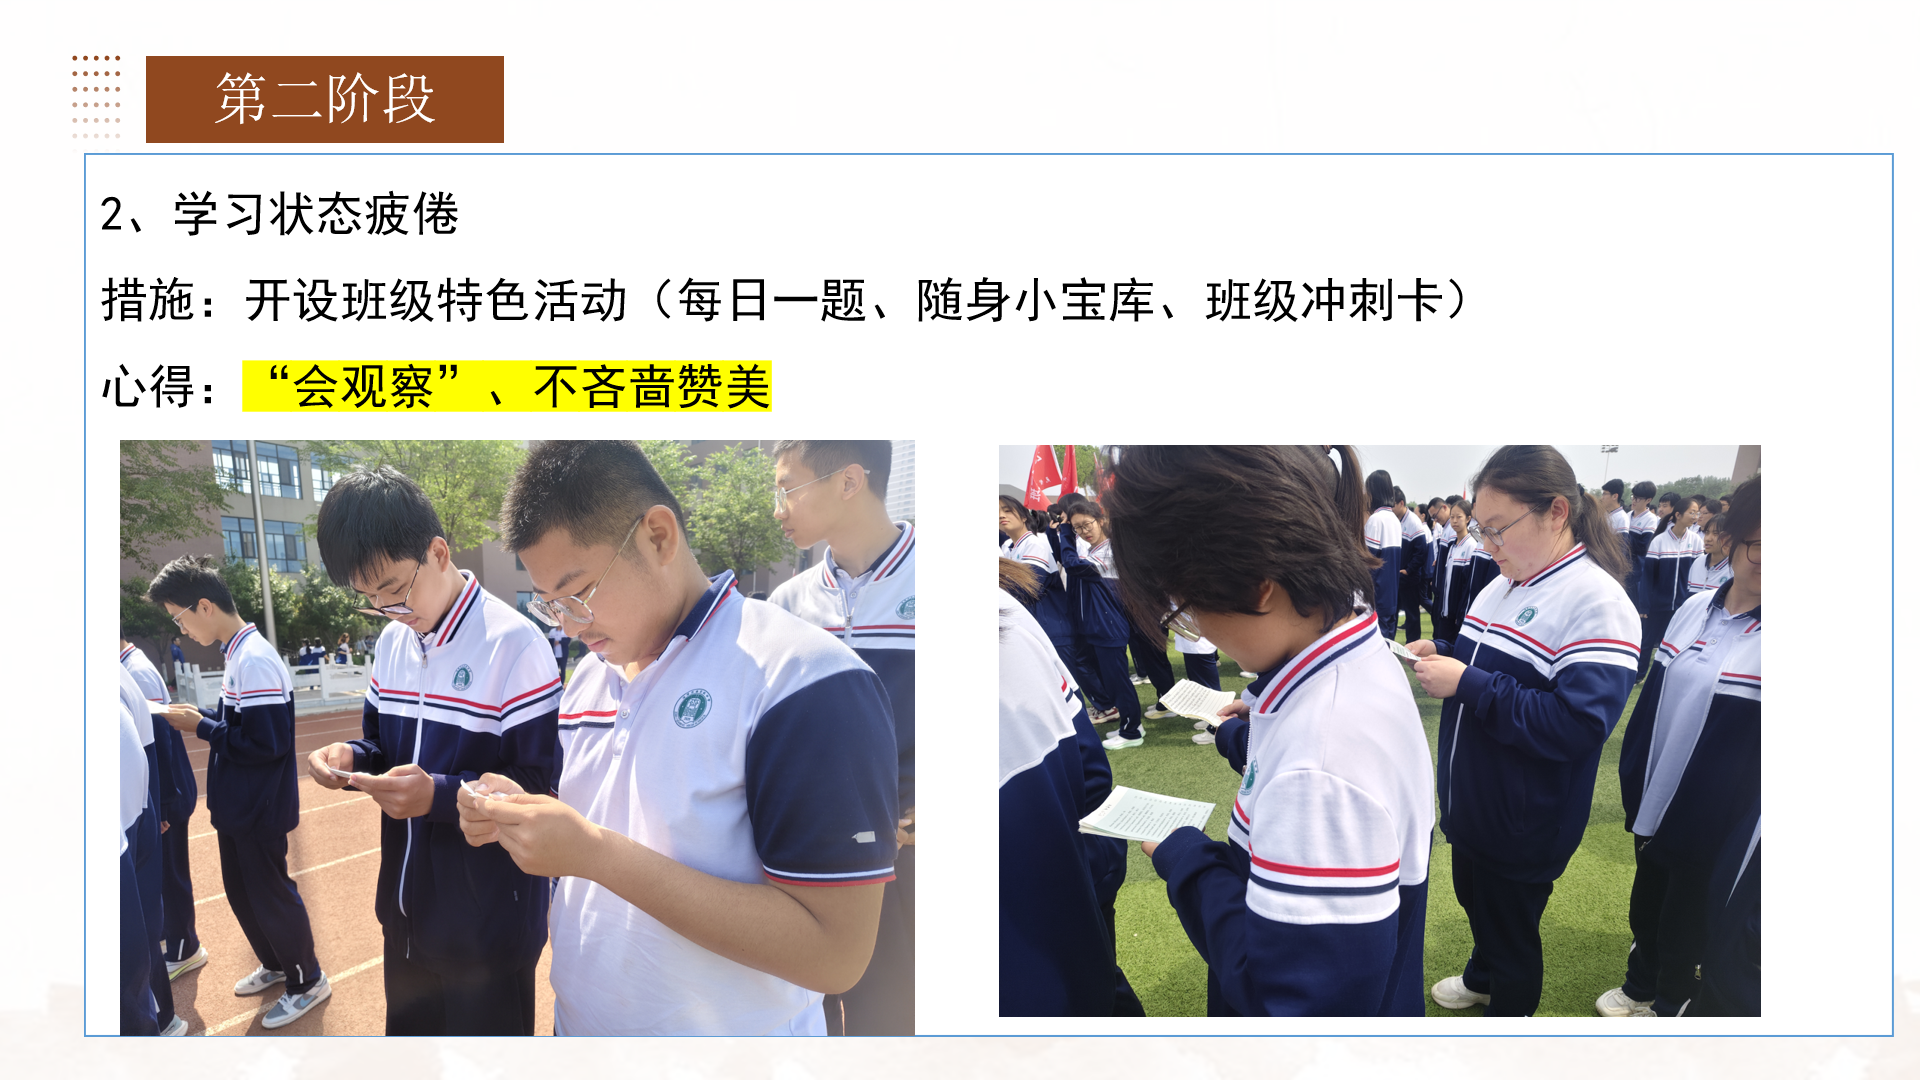 第二阶段
2、学习状态疲倦
措施：开设班级特色活动（每日一题、随身小宝库、班级冲刺卡）
心得：“会观察”、不吝啬赞美